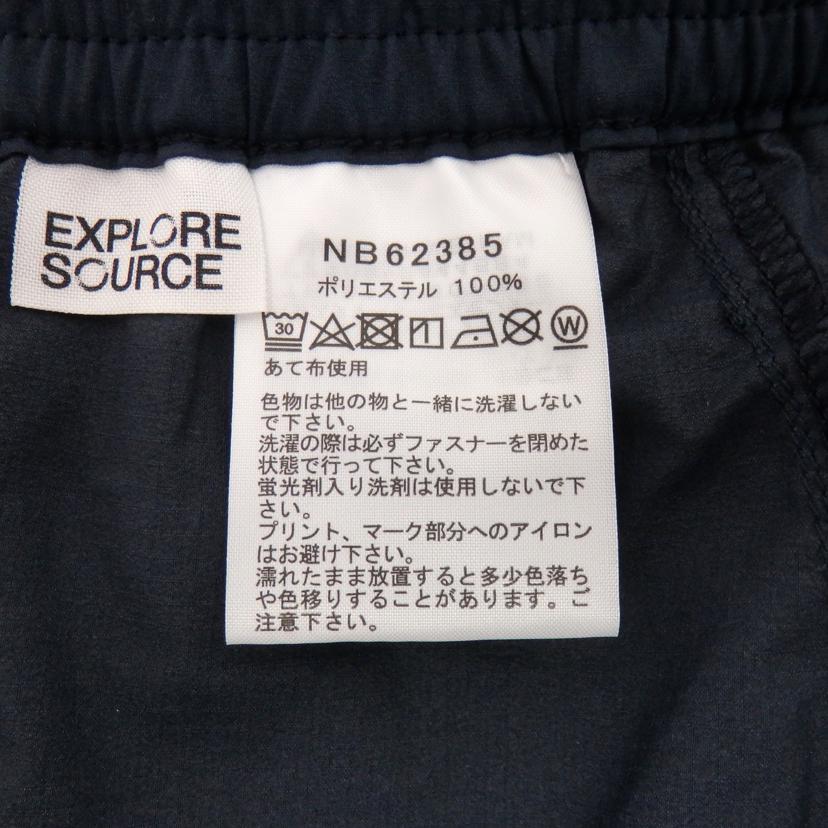 EXPLORE
SOURCE
NB62385
ポリエステル 100%
30
W
あて布使用
色物は他の物と一緒に洗濯しない
で下さい。
洗濯の際は必ずファスナーを閉めた
状態で行って下さい。
蛍光剤入り洗剤は使用しないで下
さい。
プリント、マーク部分へのアイロン
はお避け下さい。
濡れたまま放置すると多少色落ち
や色移りすることがあります。ご
注意下さい。